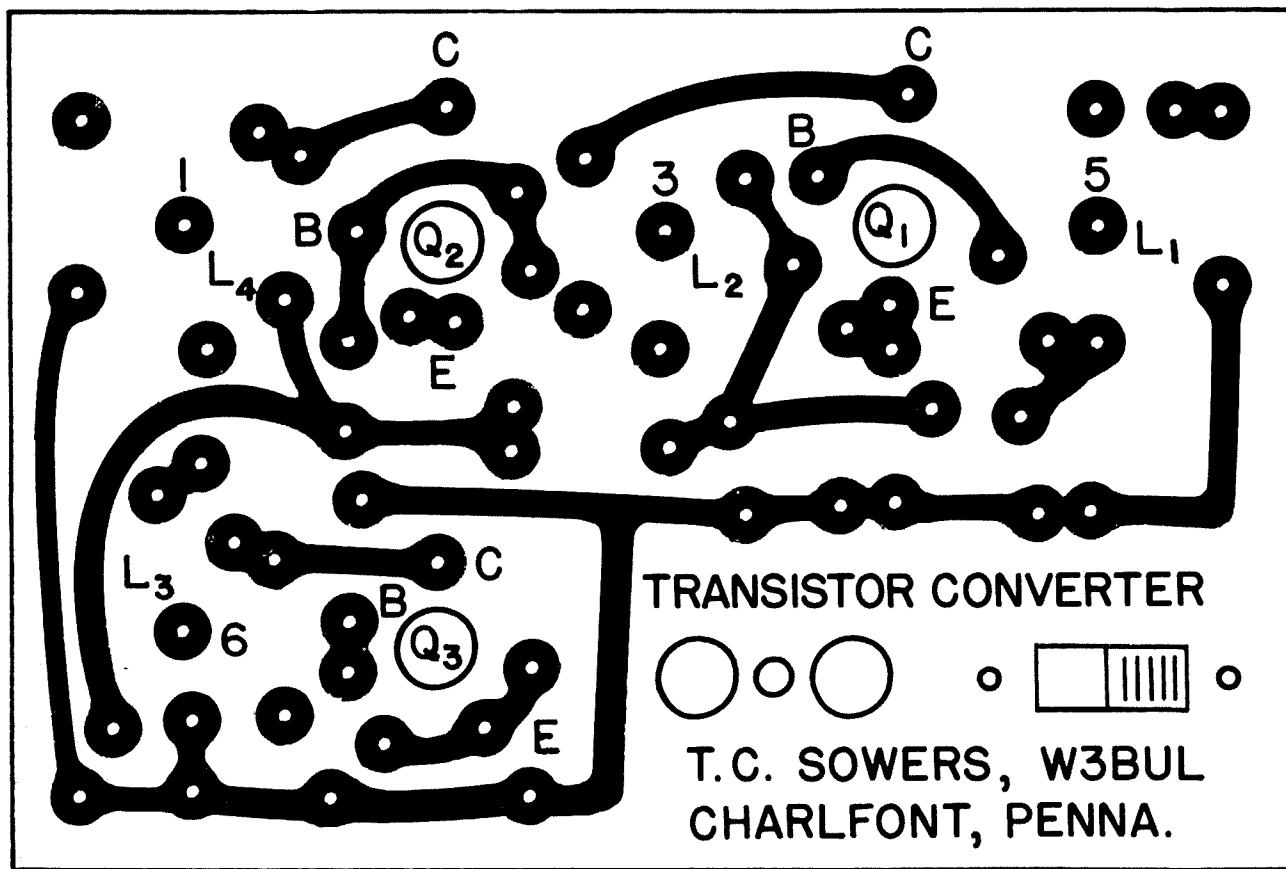 C
C
B
1
3
5
B
Q2
Q1
L1
L4
L2
E
E
L3
C
B
6
Q3
E
TRANSISTOR CONVERTER
T.C. SOWERS, W3BUL
CHARLFONT, PENNA.